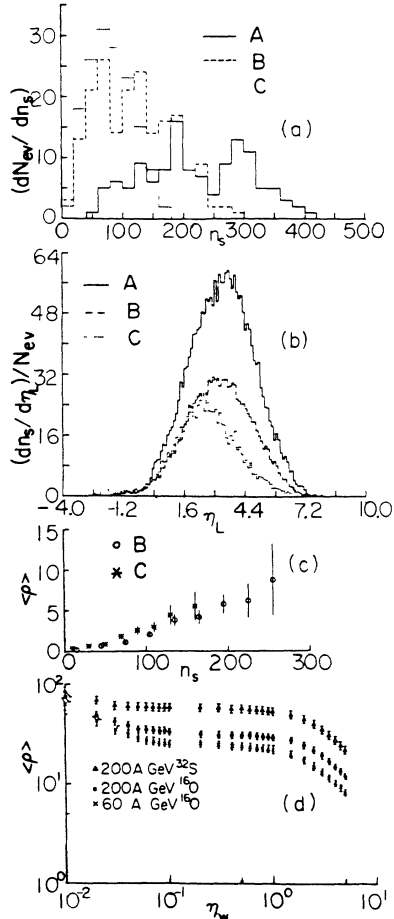 30
20
10
0
(dN_ev/dn_s)
A
B
C
(a)
0 100 200 300 400 500
n_s
64
48
32
16
0
(dn_s/dη_L)/N_ev
A
B
C
(b)
-4.0 -1.2 1.6 4.4 7.2 10.0
η_L
15
10
5
0
<ρ>
B
C
(c)
0 100 200 300
n_s
10²
10¹
10⁰
<ρ>
200A GeV ³²S
200A GeV ¹⁶O
60 A GeV ¹⁶O
(d)
10⁻² 10⁻¹ 10⁰ 10¹